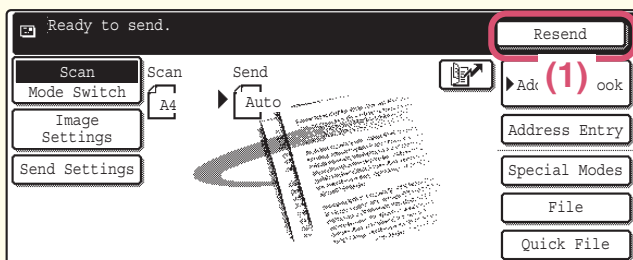 Ready to send.
Resend
Scan
Mode Switch
Scan
A4
Send
Auto
(1)
ook
Image
Settings
Address Entry
Send Settings
Special Modes
File
Quick File